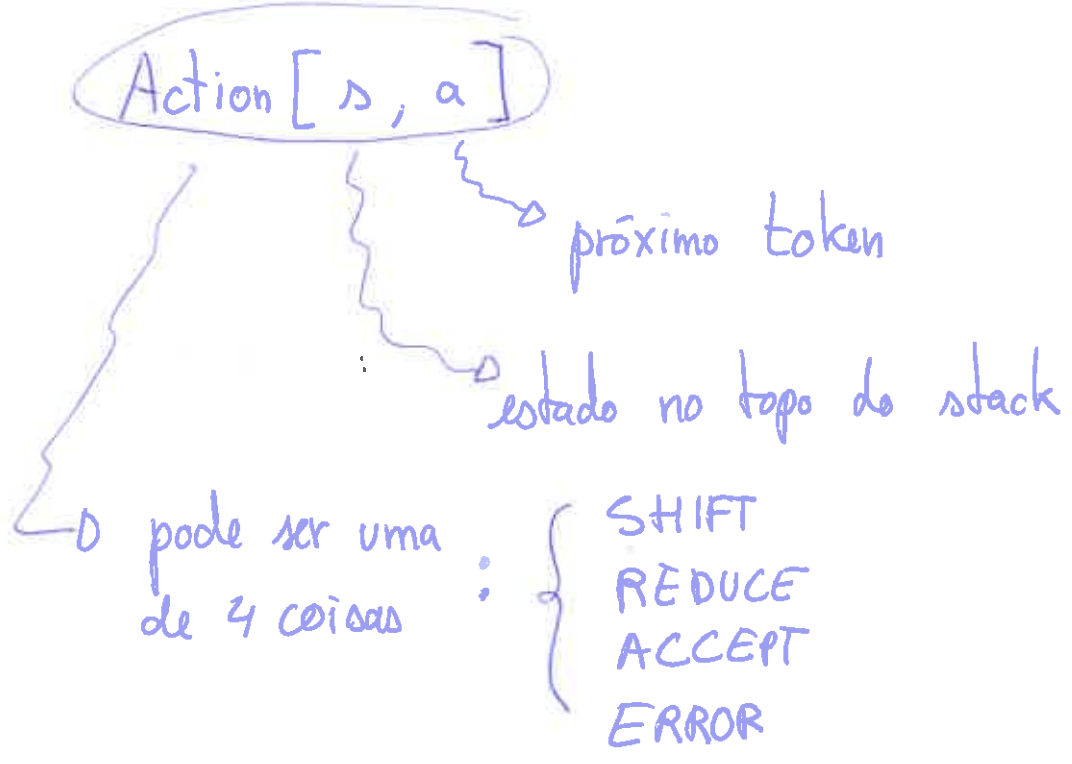 Action [ s, a ]
próximo token
estado no topo do stack
pode ser uma
de 4 coisas :
SHIFT
REDUCE
ACCEPT
ERROR